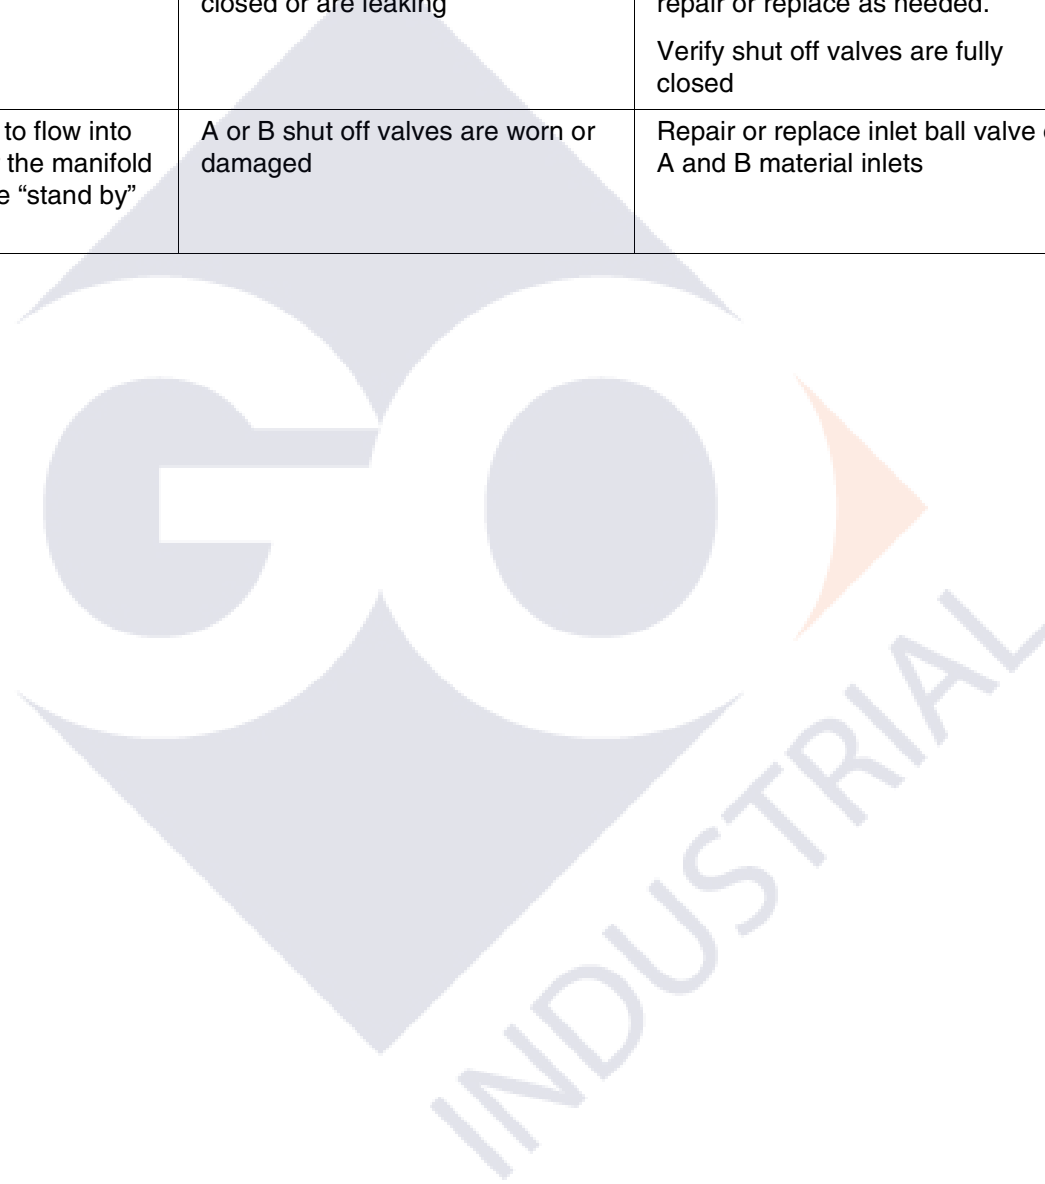 closed or are leaking
repair or replace as needed.
Verify shut off valves are fully
closed
to flow into
the manifold
“stand by”
A or B shut off valves are worn or
damaged
Repair or replace inlet ball valve
A and B material inlets
GO
INDUSTRIAL